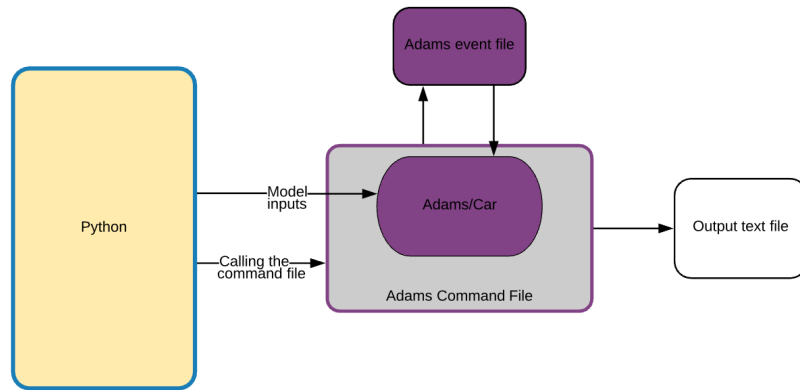 Adams event file
Python
Model
inputs
Adams/Car
Calling the
command file
Adams Command File
Output text file